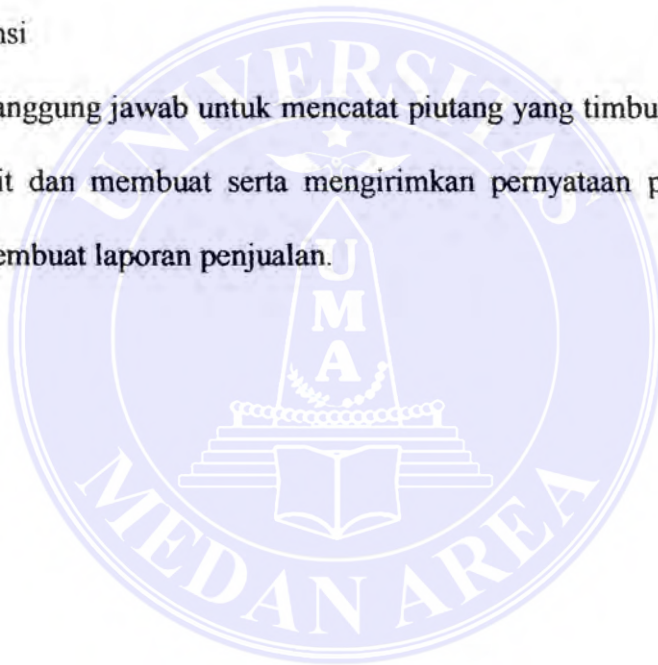 nsi
anggung jawab untuk mencatat piutang yang timbu
it dan membuat serta mengirimkan pernyataan p
embuat laporan penjualan.
UNIVERSITAS
UMA
MEDAN AREA